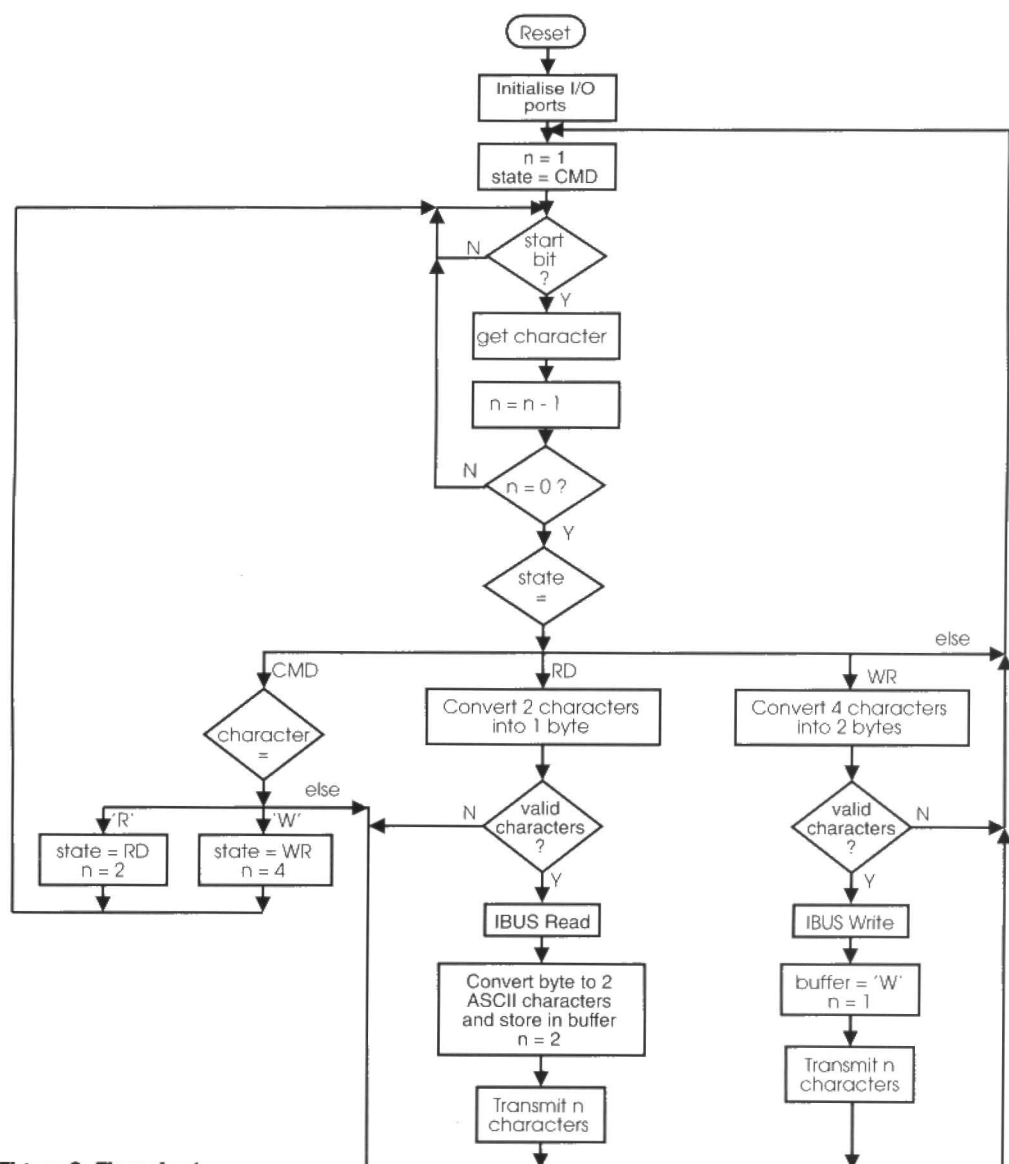 Reset
Initialise I/O
ports
n = 1
state = CMD
start
bit
?
N
Y
get character
n = n - 1
N
n = 0 ?
Y
state
=
else
CMD
RD
WR
character
=
Convert 2 characters
into 1 byte
Convert 4 characters
into 2 bytes
else
'R'
'W'
N
valid
characters
?
Y
valid
characters
?
N
Y
state = RD
n = 2
state = WR
n = 4
IBUS Read
IBUS Write
Convert byte to 2
ASCII characters
and store in buffer
n = 2
buffer = 'W'
n = 1
Transmit n
characters
Transmit n
characters